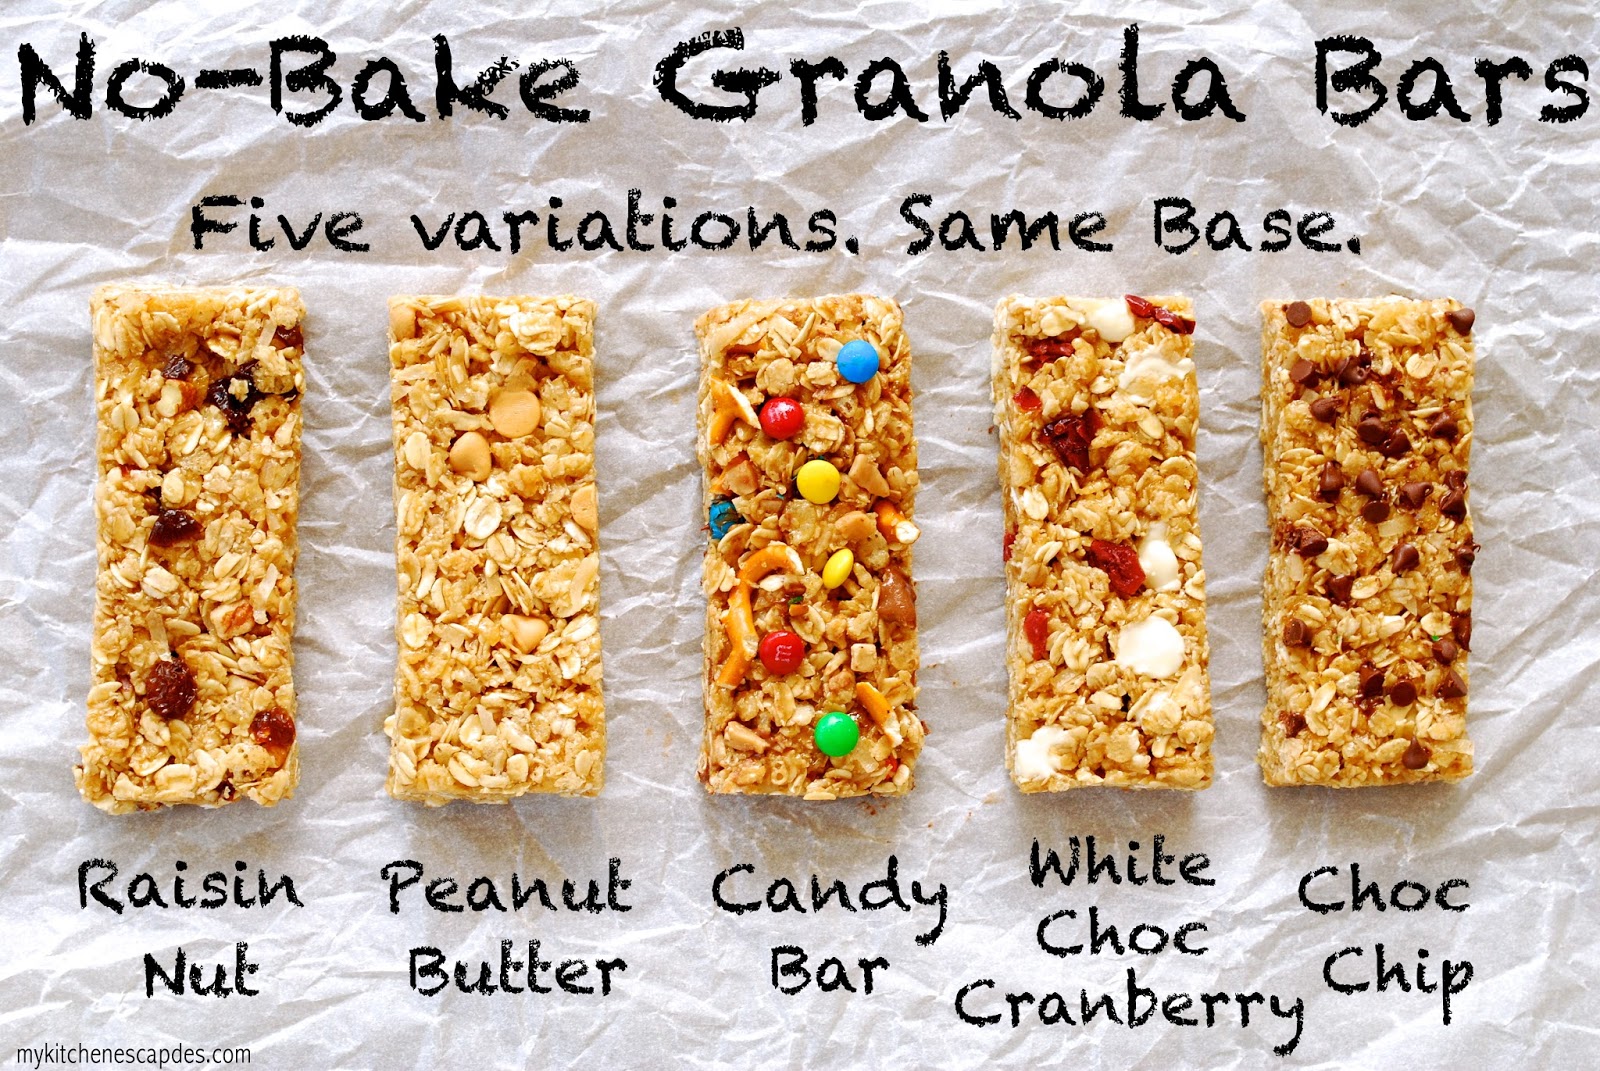 No-Bake Granola Bars
Five variations. Same Base.
Raisin
Nut
Peanut
Butter
Candy
Bar
White
Choc
Cranberry
Choc
Chip
mykitchenescapdes.com